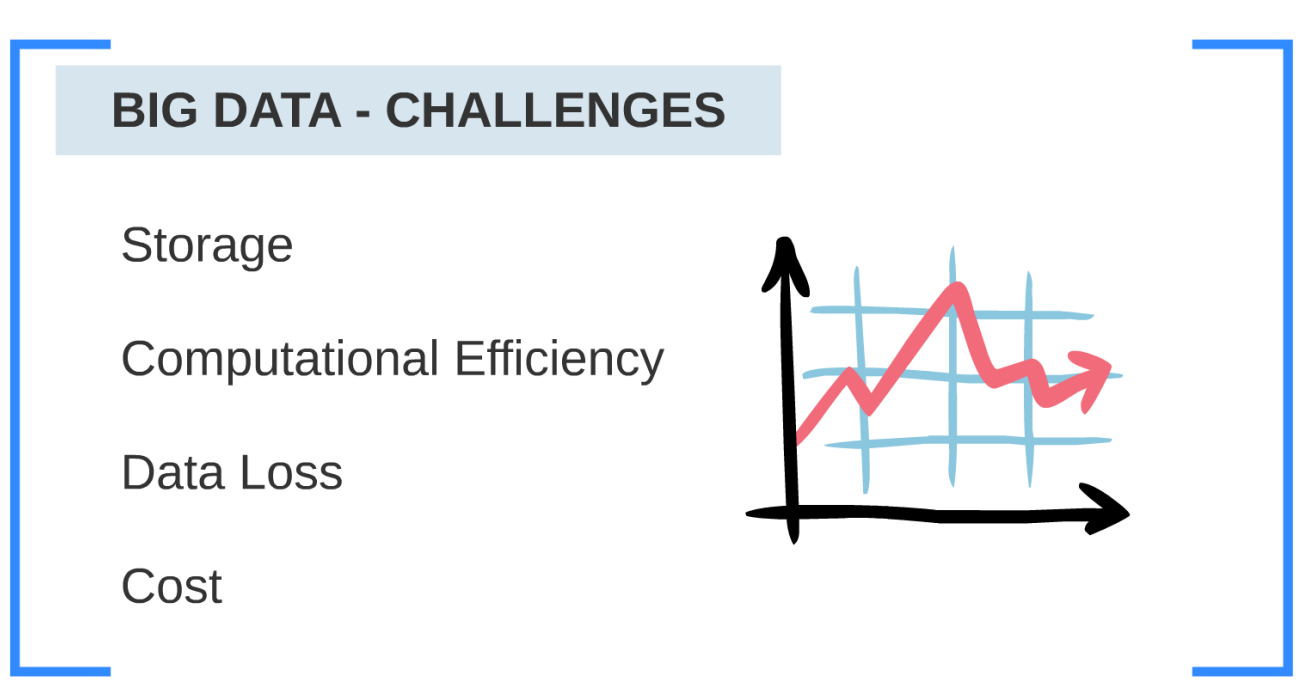 BIG DATA - CHALLENGES
Storage
Computational Efficiency
Data Loss
Cost